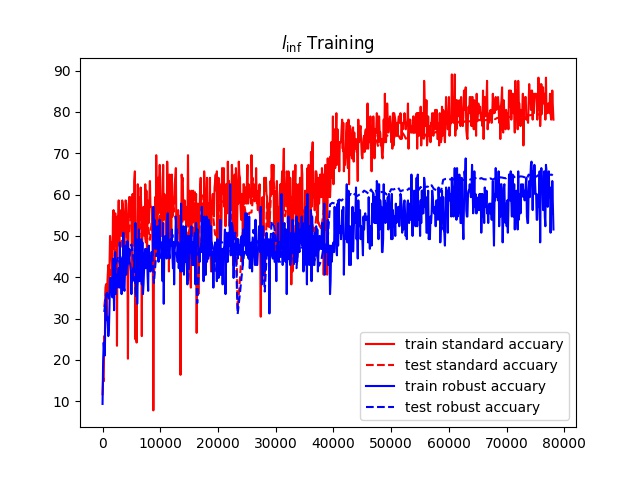 l_inf Training
90
80
70
60
50
40
30
20
10
0 10000 20000 30000 40000 50000 60000 70000 80000
train standard accuary
test standard accuary
train robust accuary
test robust accuary